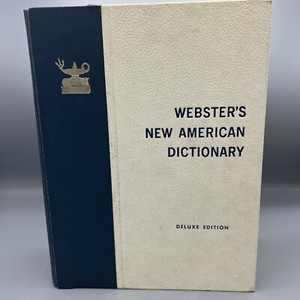 WEBSTER'S
NEW AMERICAN
DICTIONARY
DELUXE EDITION